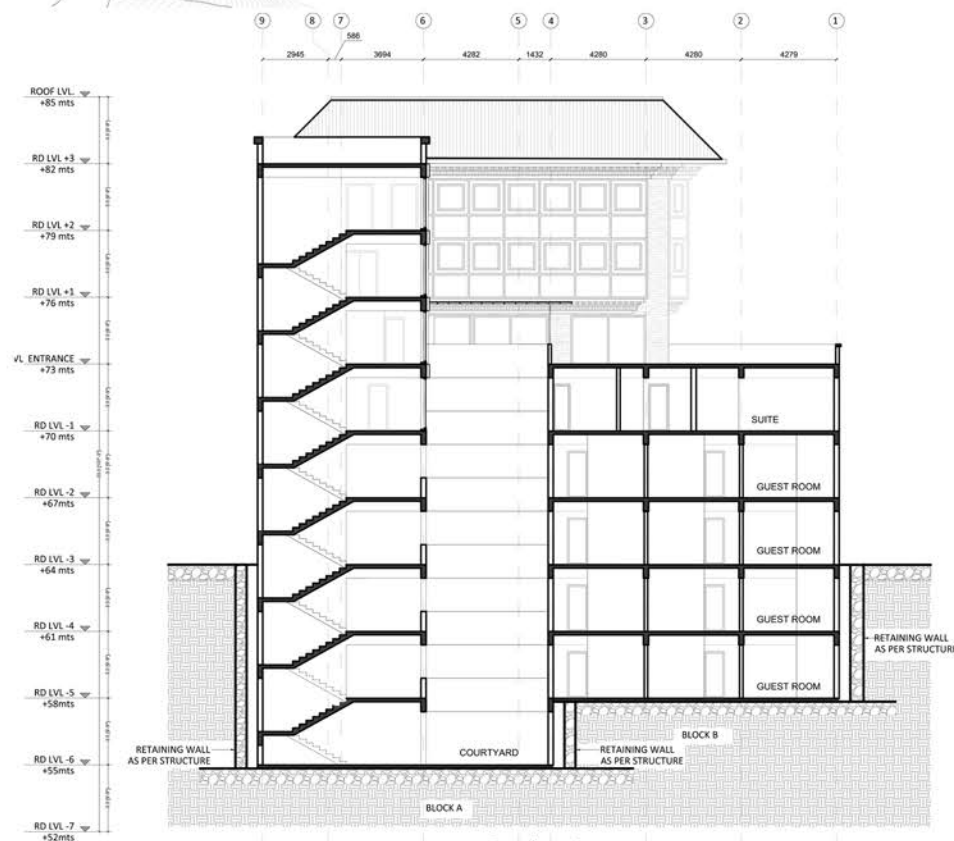 9 8 7 6 5 4 3 2 1
586
2945 3694 4282 1432 4280 4280 4279
ROOF LVL.
+85 mts
RD LVL +3
+82 mts
RD LVL +2
+79 mts
RD LVL +1
+76 mts
VL ENTRANCE
+73 mts
RD LVL -1
+70 mts
SUITE
RD LVL -2
+67mts
GUEST ROOM
RD LVL -3
+64 mts
GUEST ROOM
RD LVL -4
+61 mts
GUEST ROOM
RETAINING WALL
AS PER STRUCTURE
RD LVL -5
+58mts
GUEST ROOM
BLOCK B
RETAINING WALL
AS PER STRUCTURE
COURTYARD
RETAINING WALL
AS PER STRUCTURE
RD LVL -6
+55mts
BLOCK A
RD LVL -7
+52mts